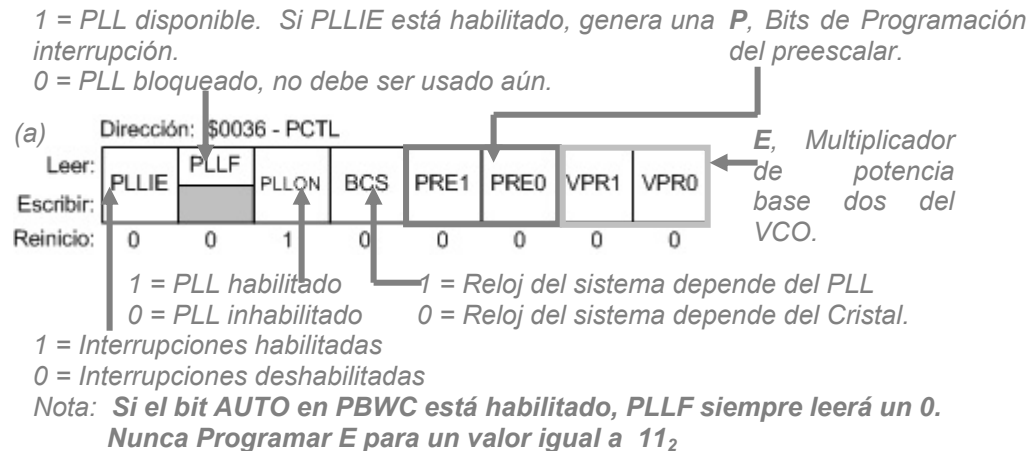 1 = PLL disponible. Si PLLIE está habilitado, genera una interrupción.
0 = PLL bloqueado, no debe ser usado aún.
P, Bits de Programación del preescalar.
(a)
Dirección: $0036 - PCTL
Leer:
Escribir:
PLLIE PLLF PLLON BCS PRE1 PRE0 VPR1 VPR0
Reinicio: 0 0 1 0 0 0 0 0
E, Multiplicador
de potencia
base dos del
VCO.
1 = PLL habilitado
0 = PLL inhabilitado
1 = Reloj del sistema depende del PLL
0 = Reloj del sistema depende del Cristal.
1 = Interrupciones habilitadas
0 = Interrupciones deshabilitadas
Nota: Si el bit AUTO en PBWC está habilitado, PLLF siempre leerá un 0.
Nunca Programar E para un valor igual a 11₂